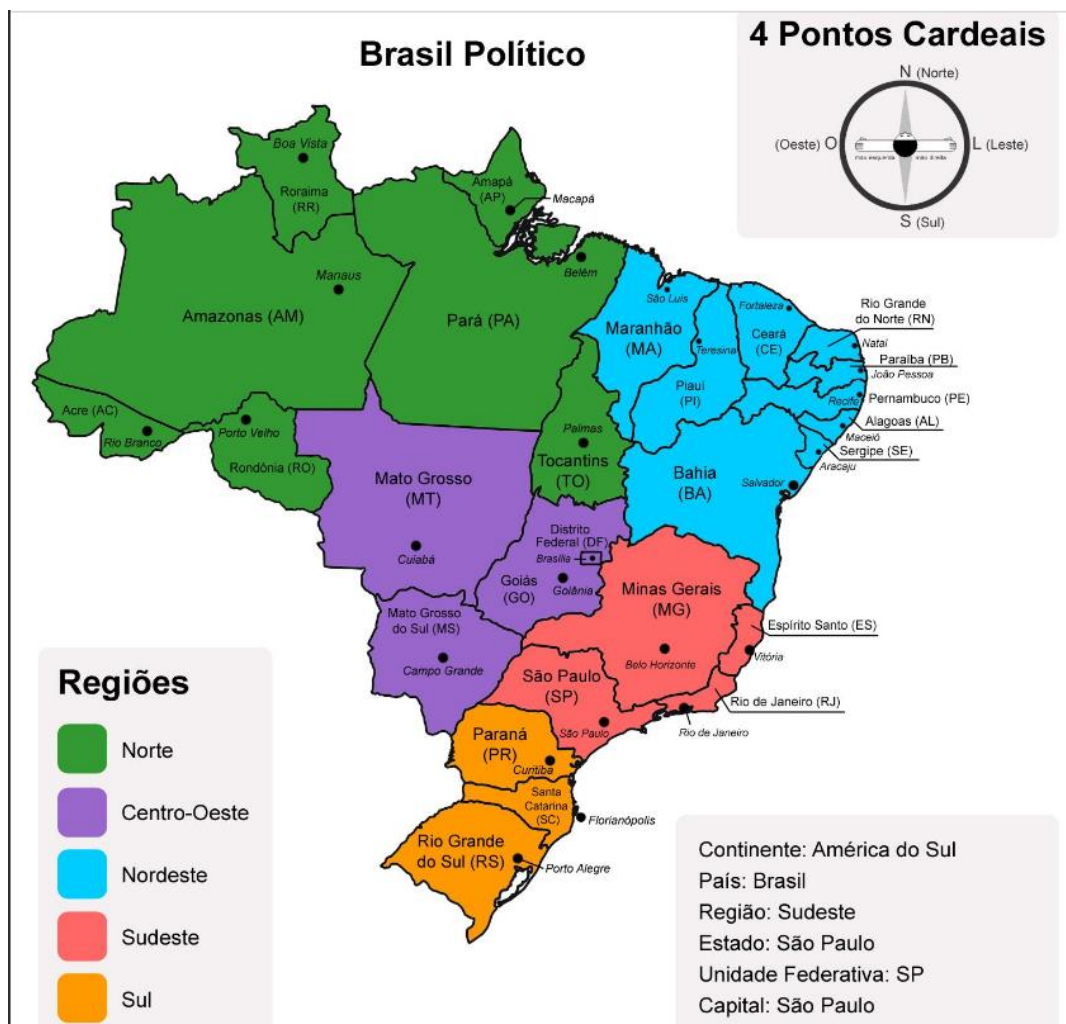 Brasil Político
4 Pontos Cardeais
N (Norte)
(Oeste) O
mão esquerda
mão direita
L (Leste)
S (Sul)
Boa Vista
Roraima
(RR)
Amapá
(AP)
Macapá
Manaus
Amazonas (AM)
Belém
Pará (PA)
São Luis
Maranhão
(MA)
Teresina
Fortaleza
Ceará
(CE)
Rio Grande
do Norte (RN)
Natal
Paraíba (PB)
João Pessoa
Piauí
(PI)
Recife
Pernambuco (PE)
Alagoas (AL)
Maceió
Sergipe (SE)
Aracaju
Acre (AC)
Rio Branco
Porto Velho
Rondônia (RO)
Palmas
Tocantins
(TO)
Bahia
(BA)
Salvador
Mato Grosso
(MT)
Cuiabá
Distrito
Federal (DF)
Brasília
Goiás
(GO)
Goiânia
Minas Gerais
(MG)
Belo Horizonte
Espírito Santo (ES)
Vitória
Mato Grosso
do Sul (MS)
Campo Grande
São Paulo
(SP)
São Paulo
Rio de Janeiro (RJ)
Rio de Janeiro
Paraná
(PR)
Curitiba
Santa
Catarina
(SC)
Florianópolis
Rio Grande
do Sul (RS)
Porto Alegre
Regiões
Norte
Centro-Oeste
Nordeste
Sudeste
Sul
Continente: América do Sul
País: Brasil
Região: Sudeste
Estado: São Paulo
Unidade Federativa: SP
Capital: São Paulo